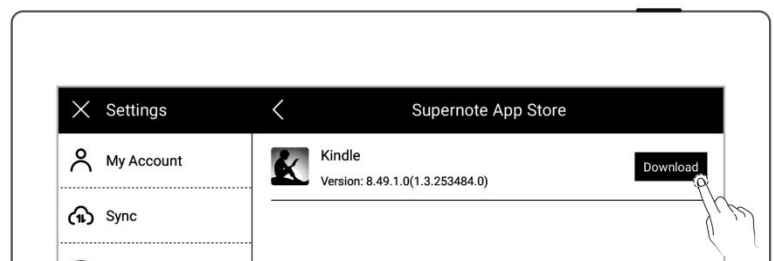 Settings
Supernote App Store
My Account
Kindle
Version: 8.49.1.0(1.3.253484.0)
Download
Sync